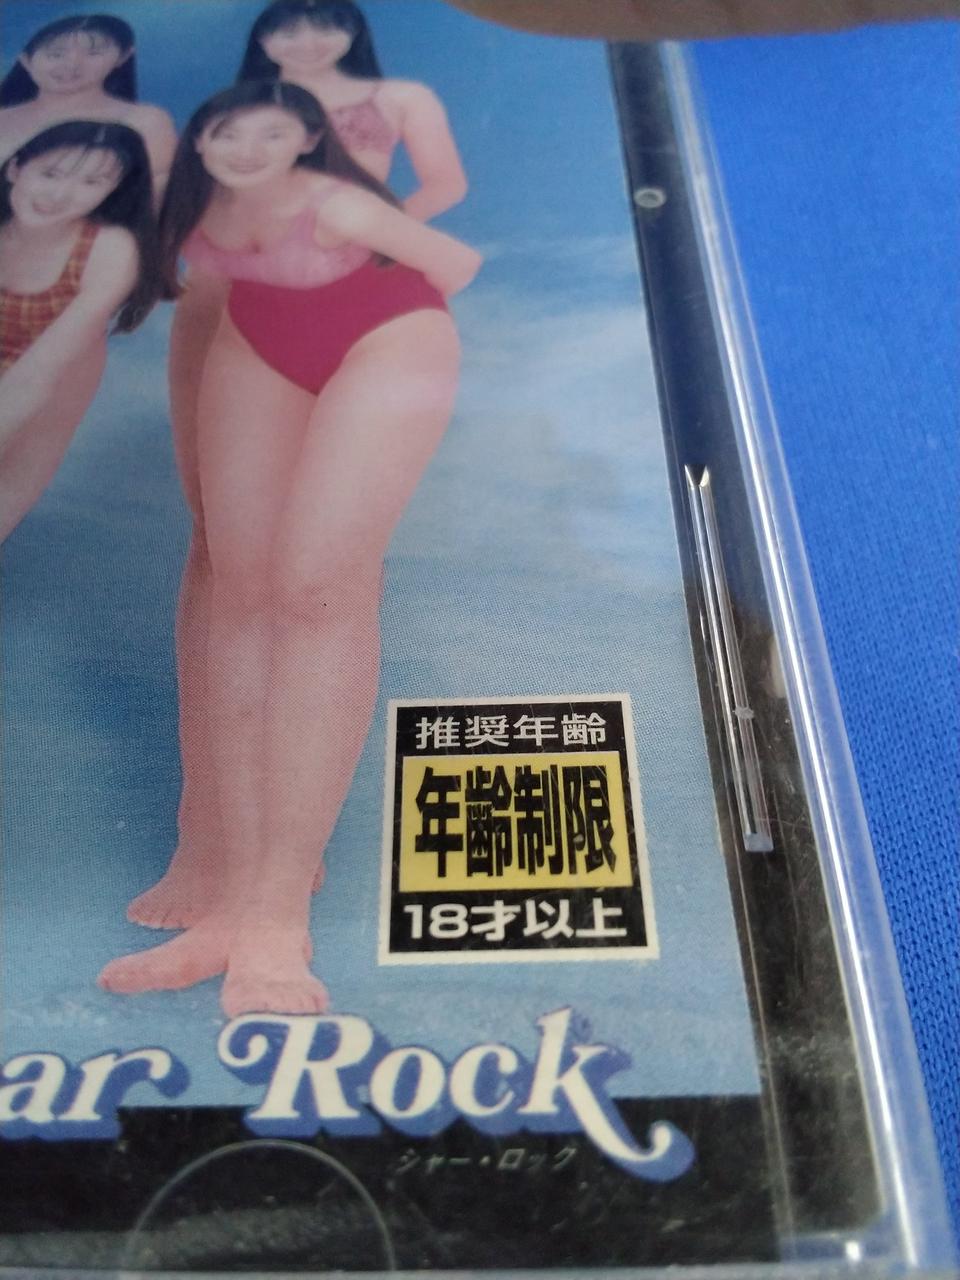 推奨年齢
年齢制限
18才以上
ar Rock
シャー・ロック